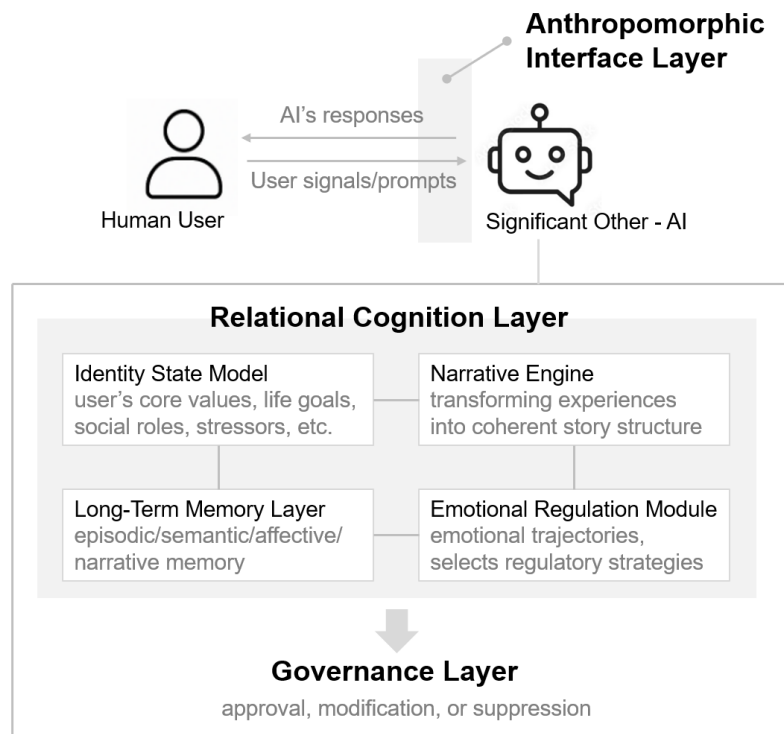 Anthropomorphic
Interface Layer
AI's responses
User signals/prompts
Human User
Significant Other - AI
Relational Cognition Layer
Identity State Model
user's core values, life goals,
social roles, stressors, etc.
Narrative Engine
transforming experiences
into coherent story structure
Long-Term Memory Layer
episodic/semantic/affective/
narrative memory
Emotional Regulation Module
emotional trajectories,
selects regulatory strategies
Governance Layer
approval, modification, or suppression